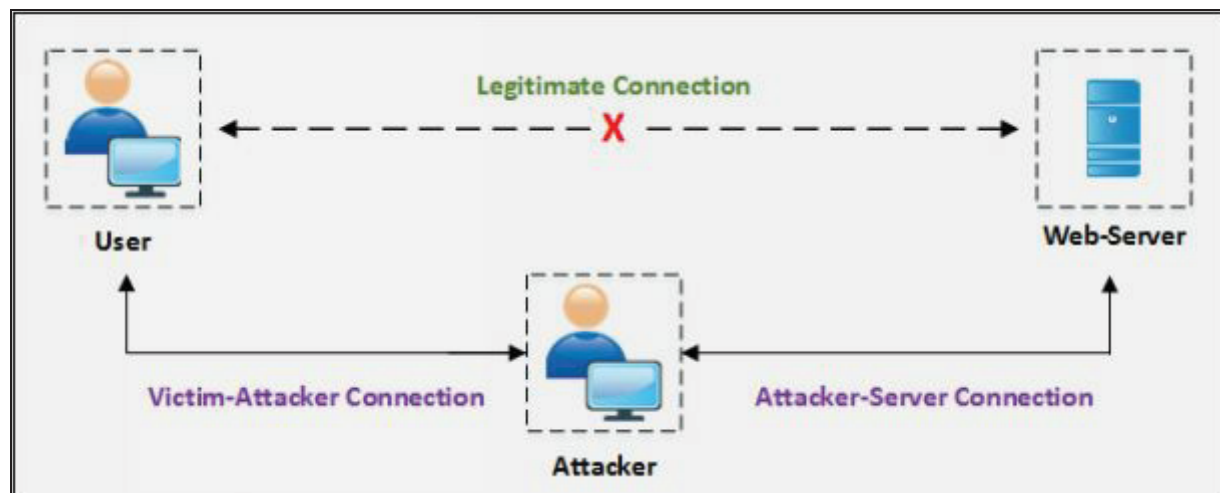 Legitimate Connection
X
User
Web-Server
Victim-Attacker Connection
Attacker-Server Connection
Attacker